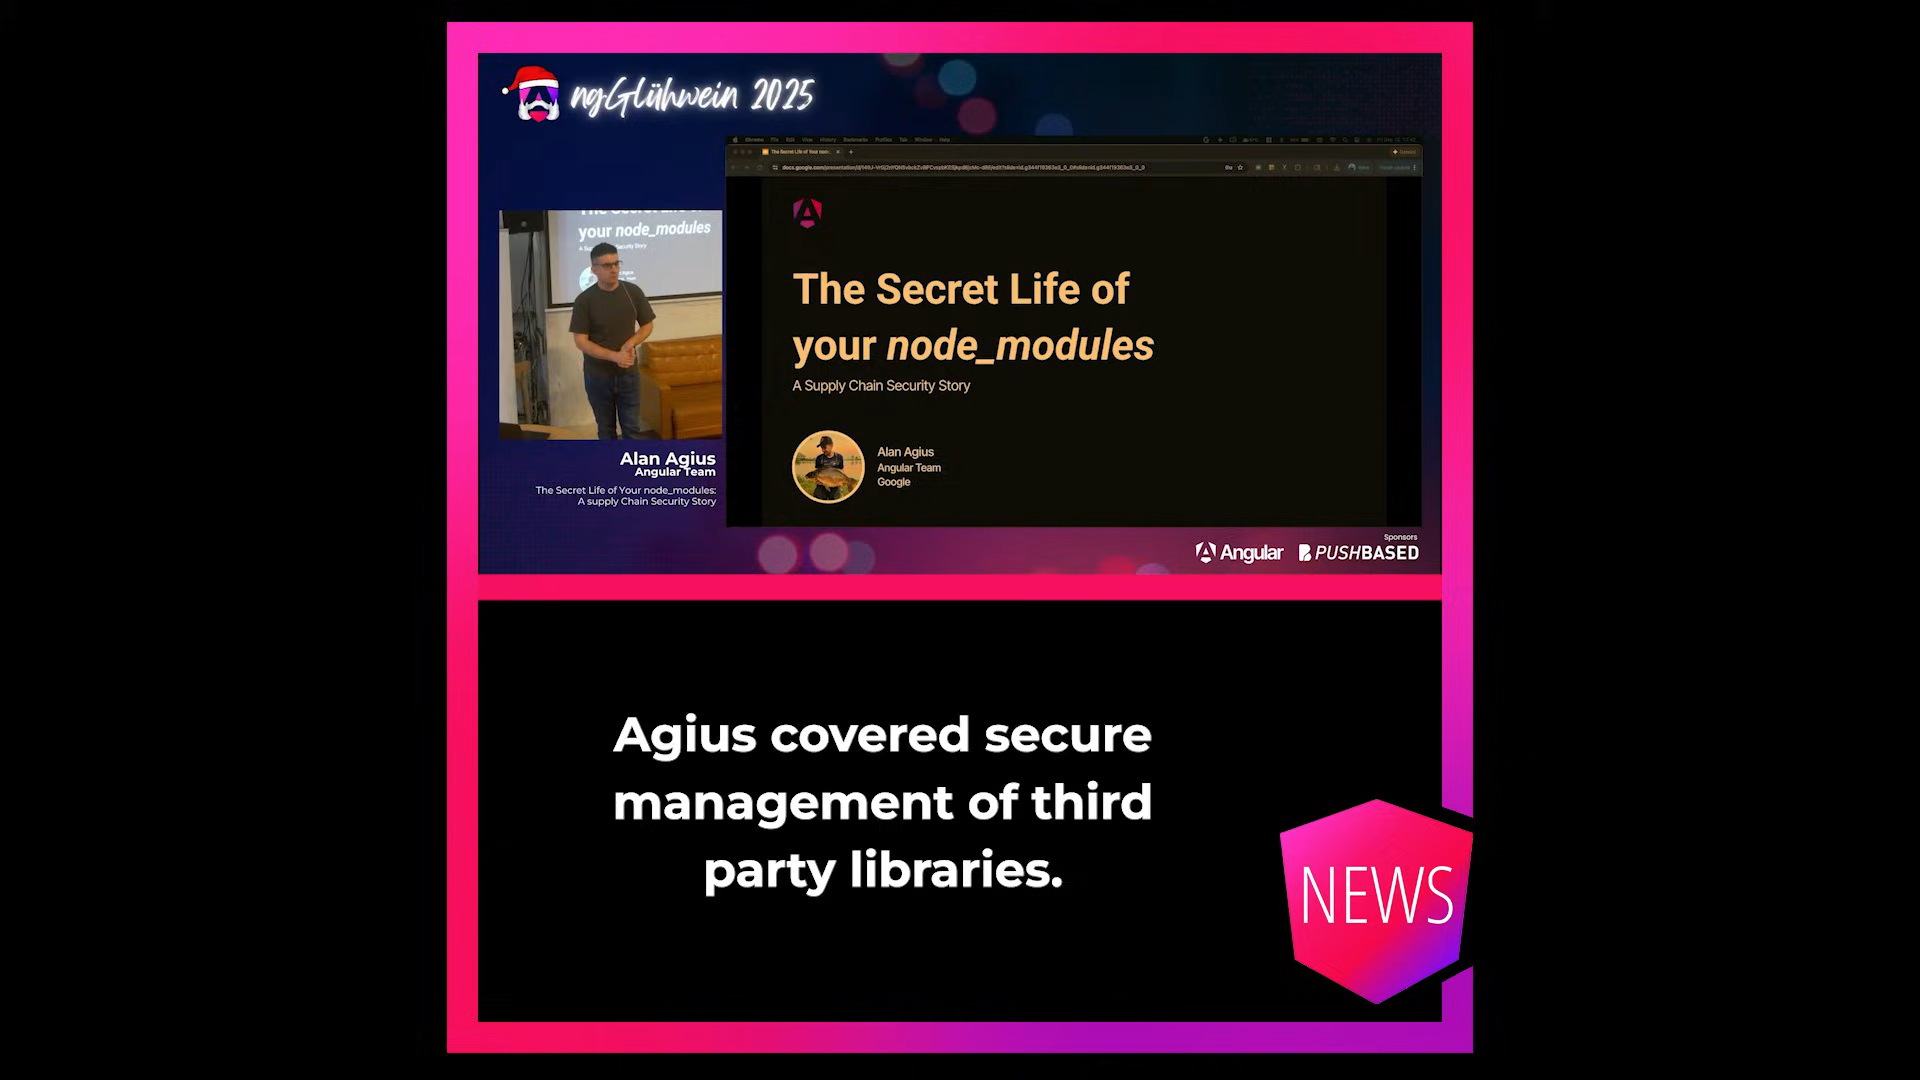 ngGlühwein 2025
The Secret Life of
your node_modules
A Supply Chain Security Story
Alan Agius
Angular Team
Google
your node_modules
Alan Agius
Angular Team
The Secret Life of Your node_modules:
A supply Chain Security Story
Sponsors
Angular PUSHBASED
Agius covered secure
management of third
party libraries.
NEWS